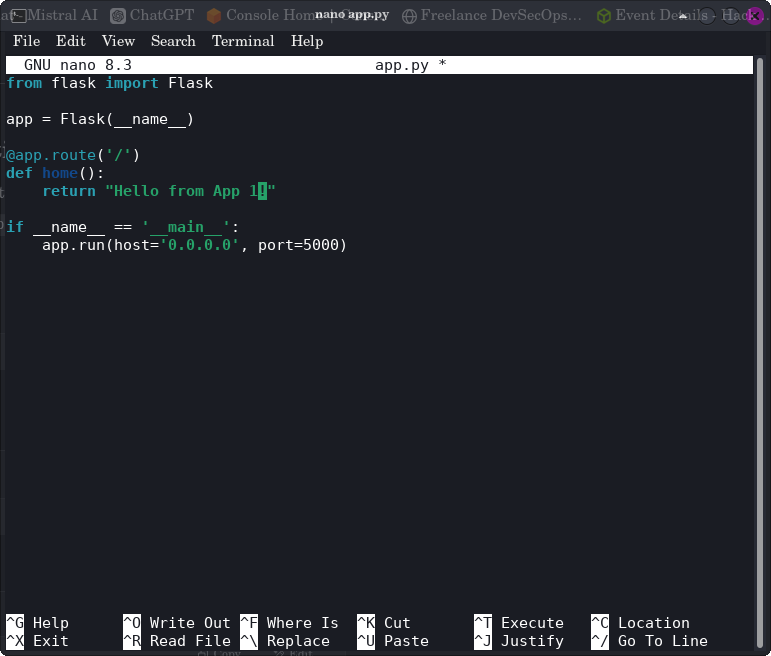 Mistral AI ChatGPT Console Hom nano app.py Freelance DevSecOps... Event Details - Hack
File Edit View Search Terminal Help
GNU nano 8.3 app.py *
from flask import Flask
app = Flask(__name__)
@app.route('/')
def home():
    return "Hello from App 1!"
if __name__ == '__main__':
    app.run(host='0.0.0.0', port=5000)
^G Help ^O Write Out ^F Where Is ^K Cut ^T Execute ^C Location
^X Exit ^R Read File ^\ Replace ^U Paste ^J Justify ^/ Go To Line